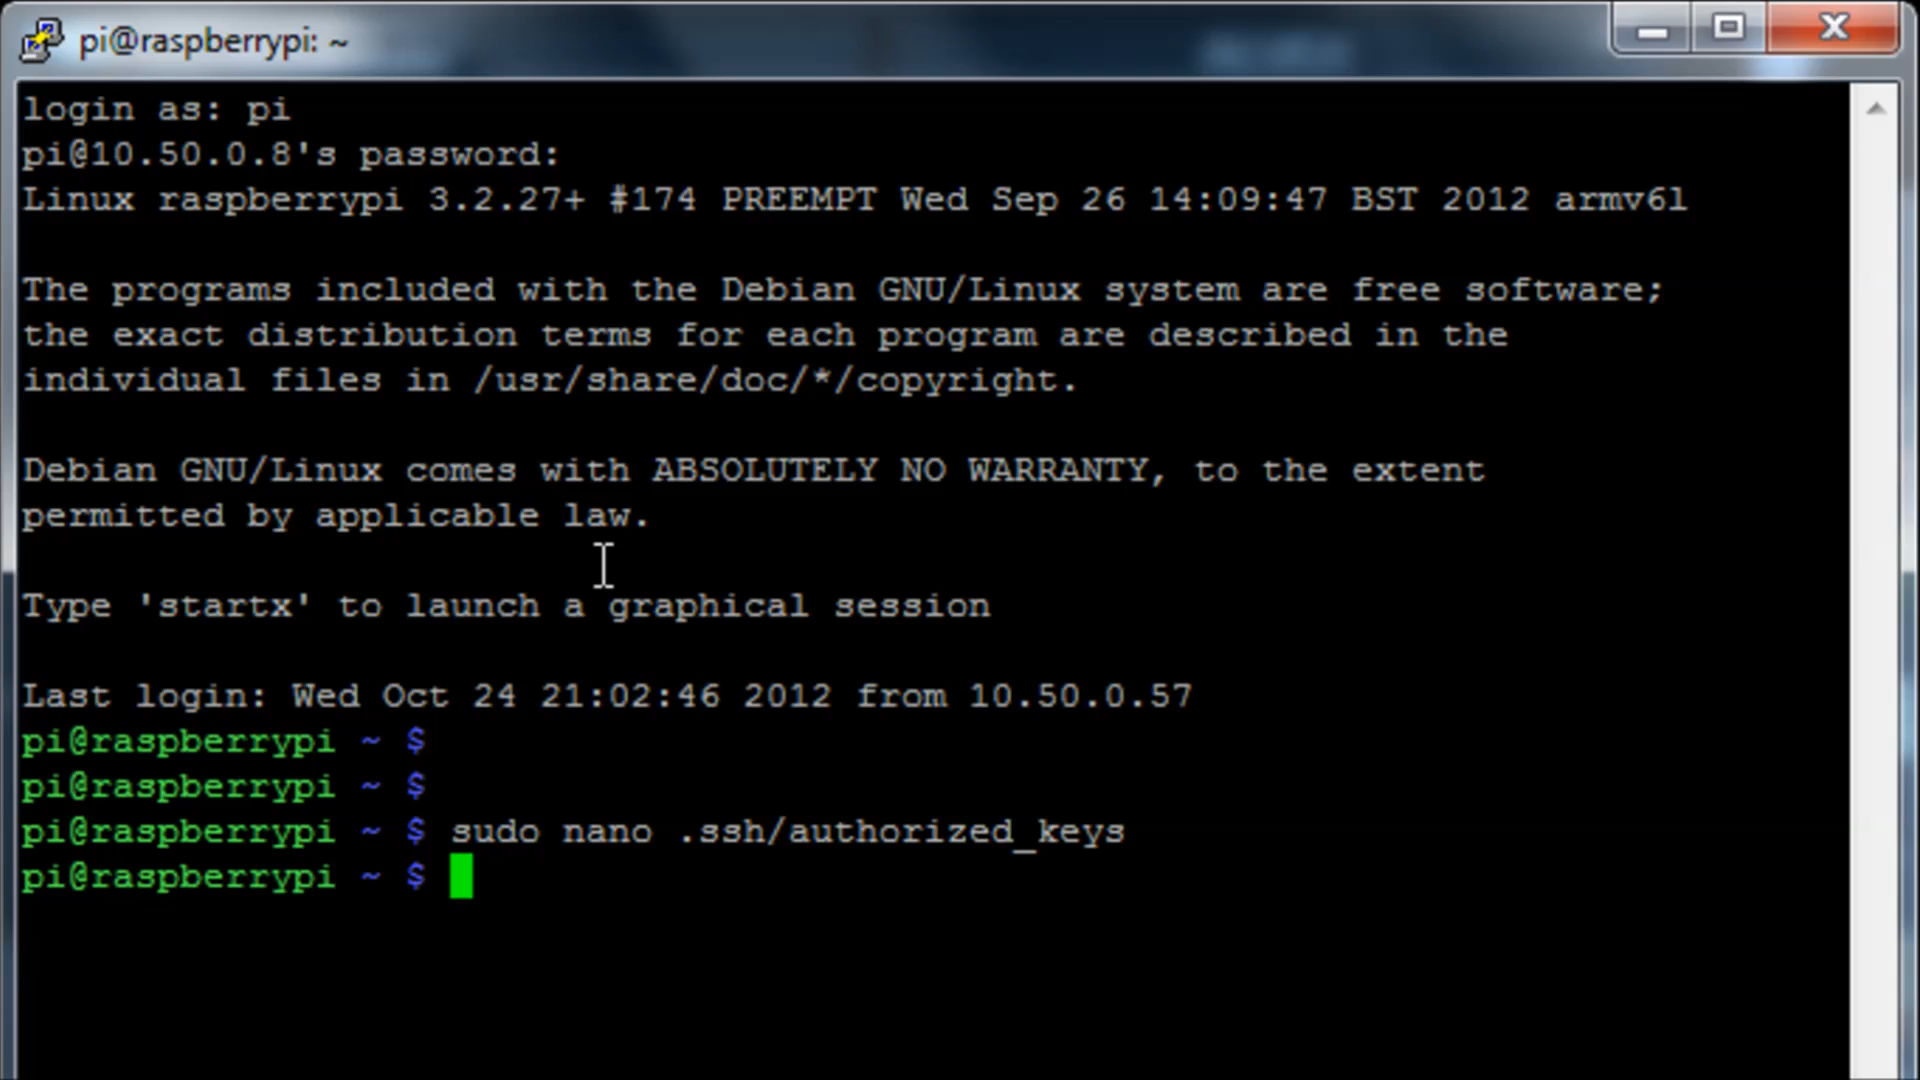 pi@raspberrypi: ~
login as: pi
pi@10.50.0.8's password:
Linux raspberrypi 3.2.27+ #174 PREEMPT Wed Sep 26 14:09:47 BST 2012 armv6l
The programs included with the Debian GNU/Linux system are free software;
the exact distribution terms for each program are described in the
individual files in /usr/share/doc/*/copyright.
Debian GNU/Linux comes with ABSOLUTELY NO WARRANTY, to the extent
permitted by applicable law.
Type 'startx' to launch a graphical session
Last login: Wed Oct 24 21:02:46 2012 from 10.50.0.57
pi@raspberrypi ~ $
pi@raspberrypi ~ $
pi@raspberrypi ~ $ sudo nano .ssh/authorized_keys
pi@raspberrypi ~ $